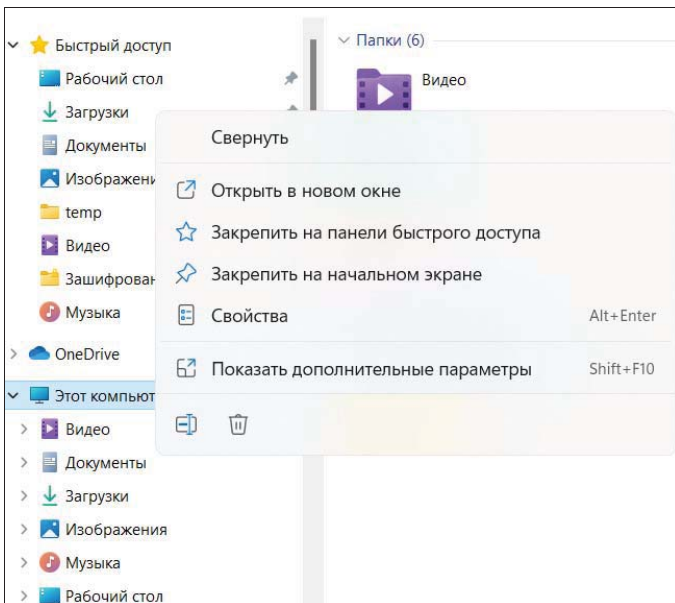 Быстрый доступ
Рабочий стол
Загрузки
Документы
Изображени
temp
Видео
Зашифрован
Музыка
OneDrive
Этот компьют
Видео
Документы
Загрузки
Изображения
Музыка
Рабочий стол
Папки (6)
Видео
Свернуть
Открыть в новом окне
Закрепить на панели быстрого доступа
Закрепить на начальном экране
Свойства Alt+Enter
Показать дополнительные параметры Shift+F10